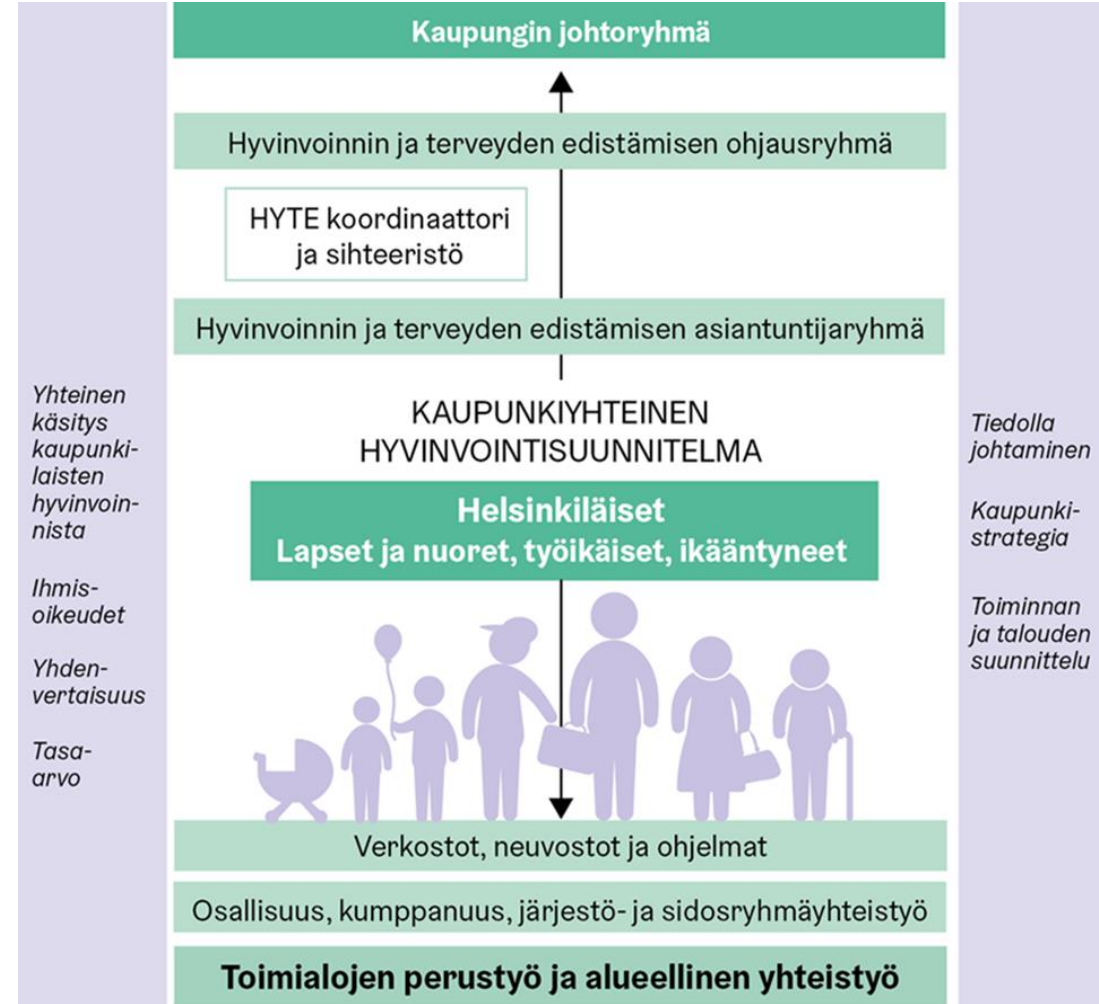 Kaupungin johtoryhmä
Hyvinvoinnin ja terveyden edistämisen ohjausryhmä
HYTE koordinaattori
ja sihteeristö
Hyvinvoinnin ja terveyden edistämisen asiantuntijaryhmä
Yhteinen
käsitys
kaupunki-
laisten
hyvinvoin-
nista
Ihmis-
oikeudet
Yhden-
vertaisuus
Tasa-
arvo
KAUPUNKIYHTEINEN
HYVINVOINTISUUNNITELMA
Helsinkiläiset
Lapset ja nuoret, työikäiset, ikääntyneet
Tiedolla
johtaminen
Kaupunki-
strategia
Toiminnan
ja talouden
suunnittelu
Verkostot, neuvostot ja ohjelmat
Osallisuus, kumppanuus, järjestö- ja sidosryhmäyhteistyö
Toimialojen perustyö ja alueellinen yhteistyö